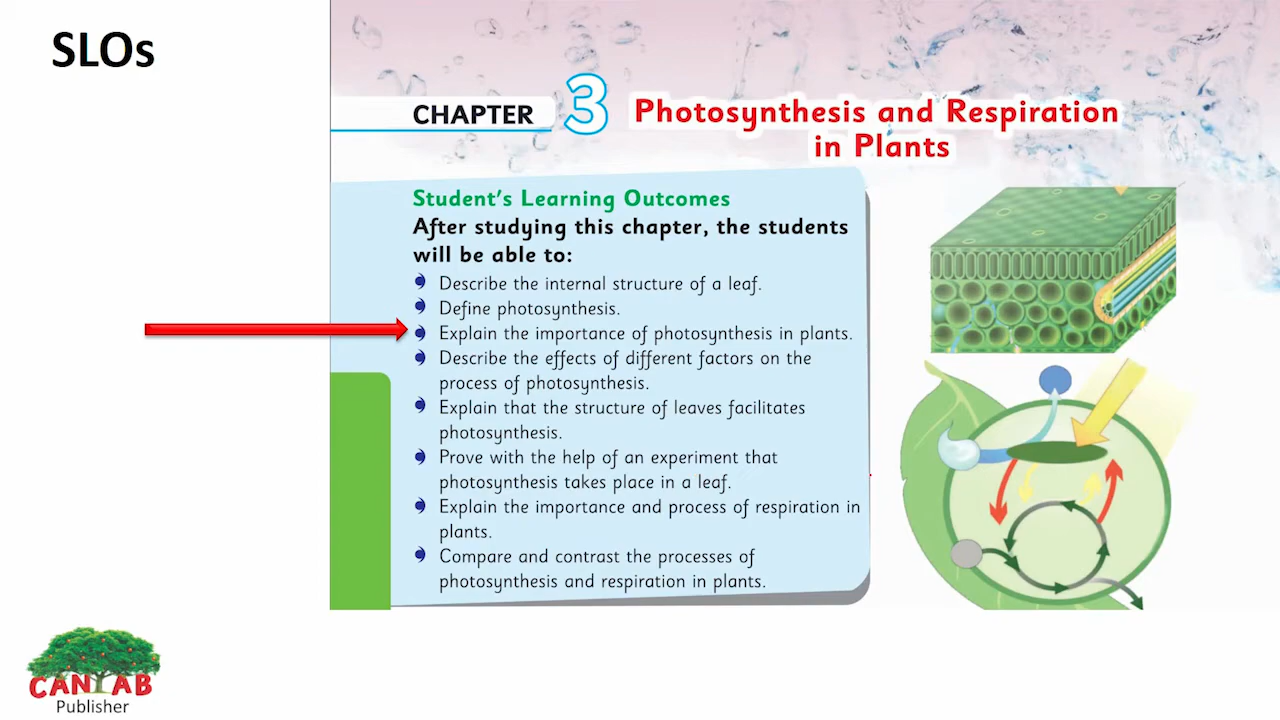 SLOs
CHAPTER 3
Photosynthesis and Respiration
in Plants
Student's Learning Outcomes
After studying this chapter, the students
will be able to:
Describe the internal structure of a leaf.
Define photosynthesis.
Explain the importance of photosynthesis in plants.
Describe the effects of different factors on the
process of photosynthesis.
Explain that the structure of leaves facilitates
photosynthesis.
Prove with the help of an experiment that
photosynthesis takes place in a leaf.
Explain the importance and process of respiration in
plants.
Compare and contrast the processes of
photosynthesis and respiration in plants.
CANTAB
Publisher